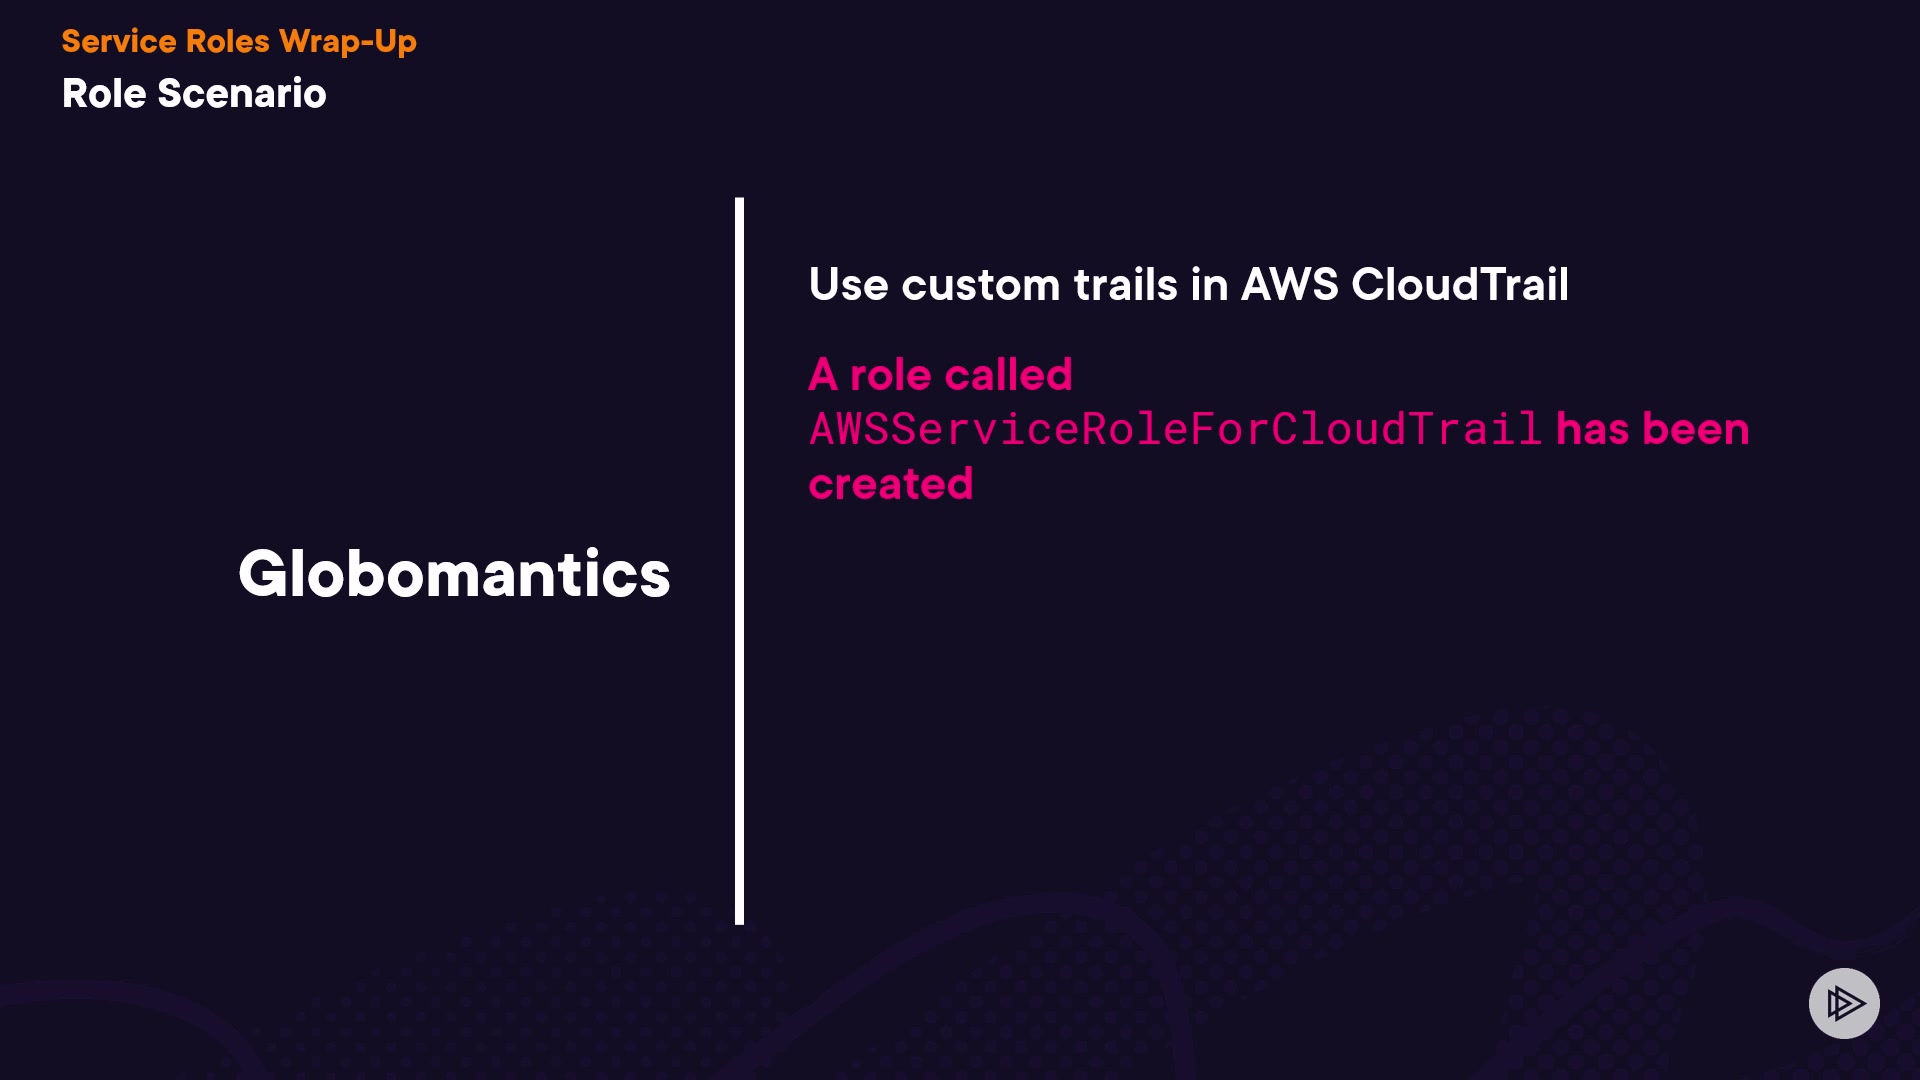 Service Roles Wrap-Up
Role Scenario
Globomantics
Use custom trails in AWS CloudTrail
A role called
AWSServiceRoleForCloudTrail has been
created